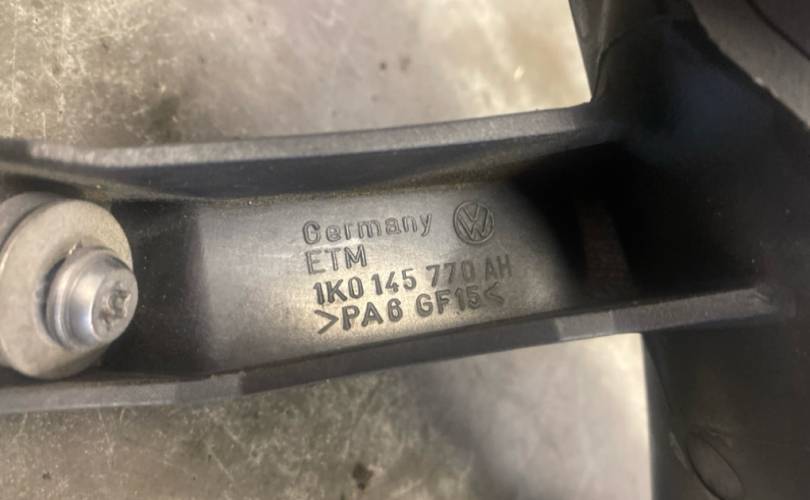 Germany
ETM
1K0 145 770 AH
>PA6 GF15<